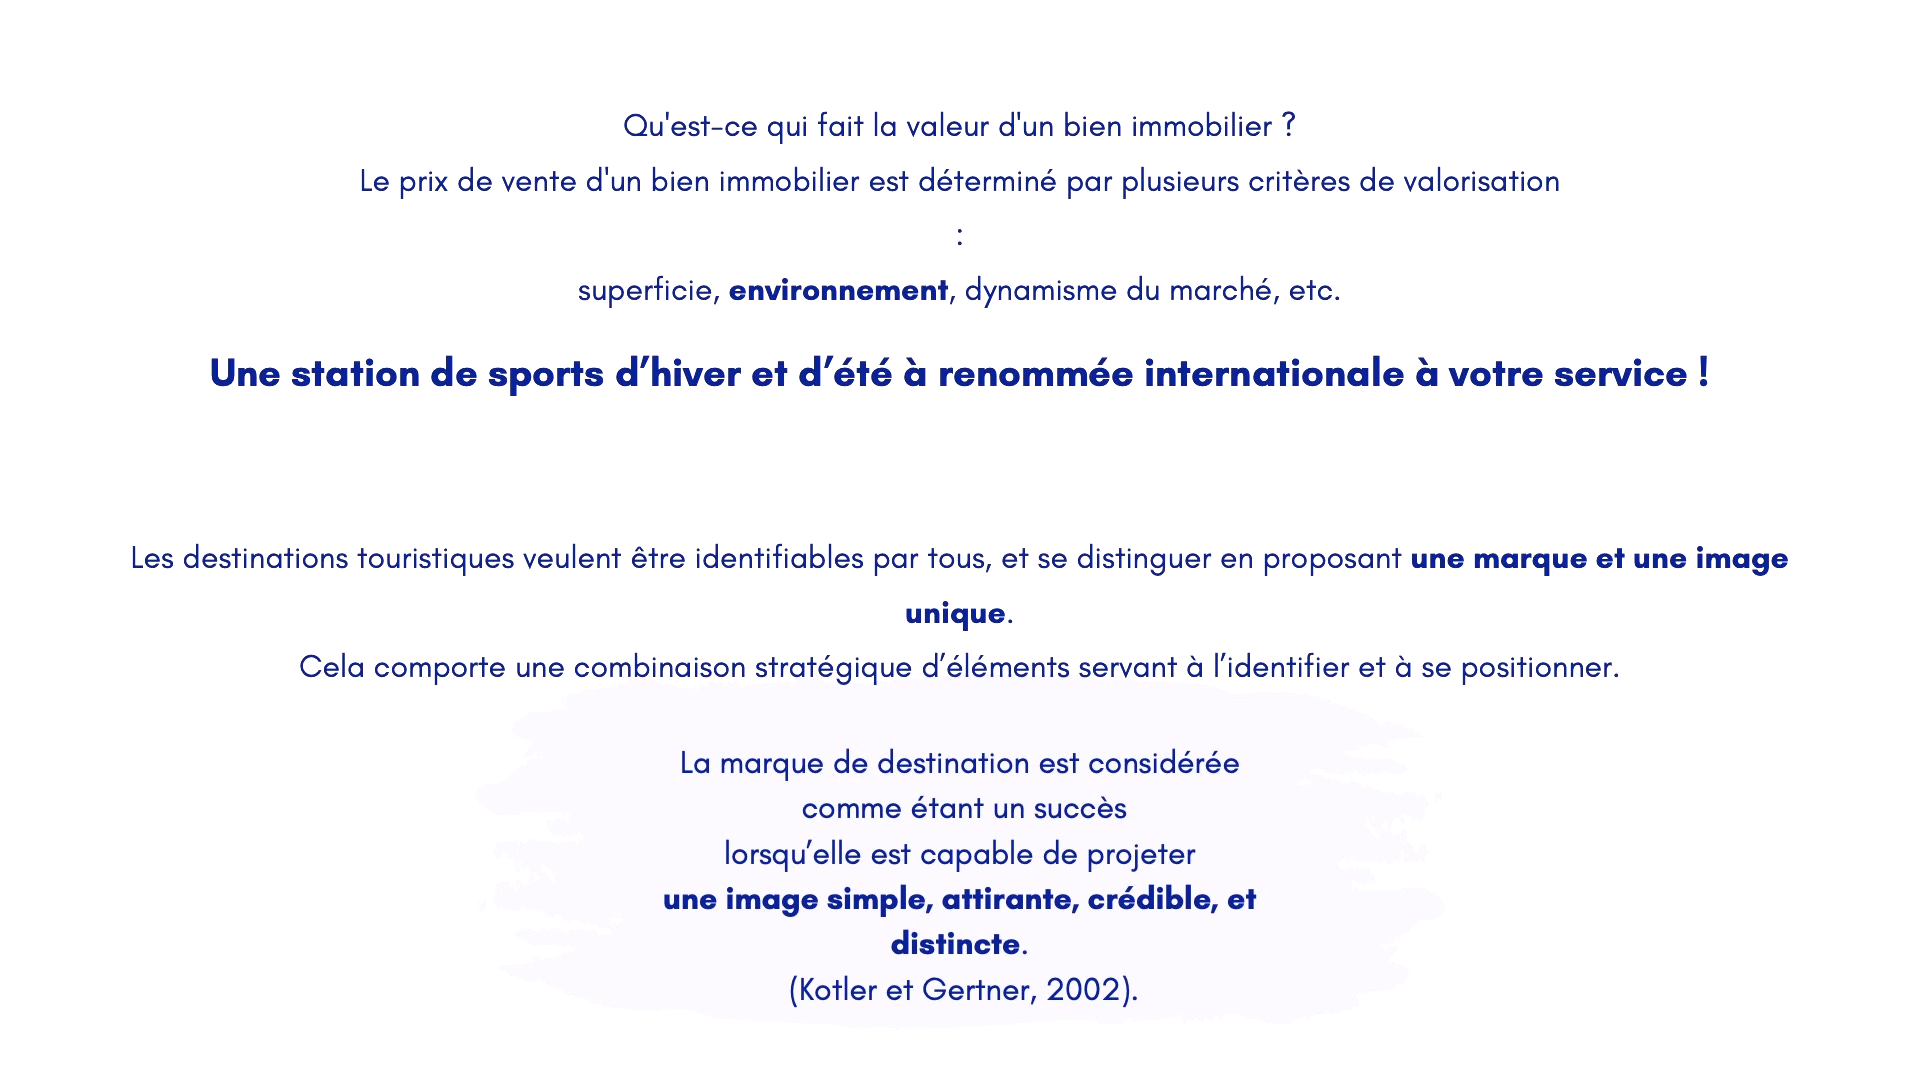 Qu'est-ce qui fait la valeur d'un bien immobilier ?
Le prix de vente d'un bien immobilier est déterminé par plusieurs critères de valorisation
:
superficie, environnement, dynamisme du marché, etc.
Une station de sports d’hiver et d’été à renommée internationale à votre service !
Les destinations touristiques veulent être identifiables par tous, et se distinguer en proposant une marque et une image
unique.
Cela comporte une combinaison stratégique d’éléments servant à l’identifier et à se positionner.
La marque de destination est considérée
comme étant un succès
lorsqu’elle est capable de projeter
une image simple, attirante, crédible, et
distincte.
(Kotler et Gertner, 2002).